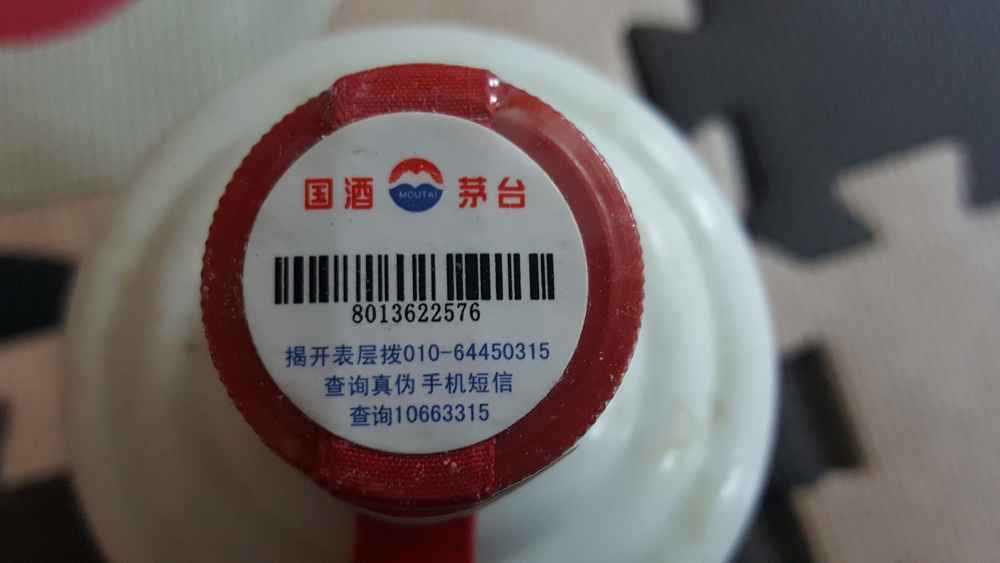 国酒 MOUTAI 茅台
8013622576
揭开表层拨010-64450315
查询真伪 手机短信
查询10663315